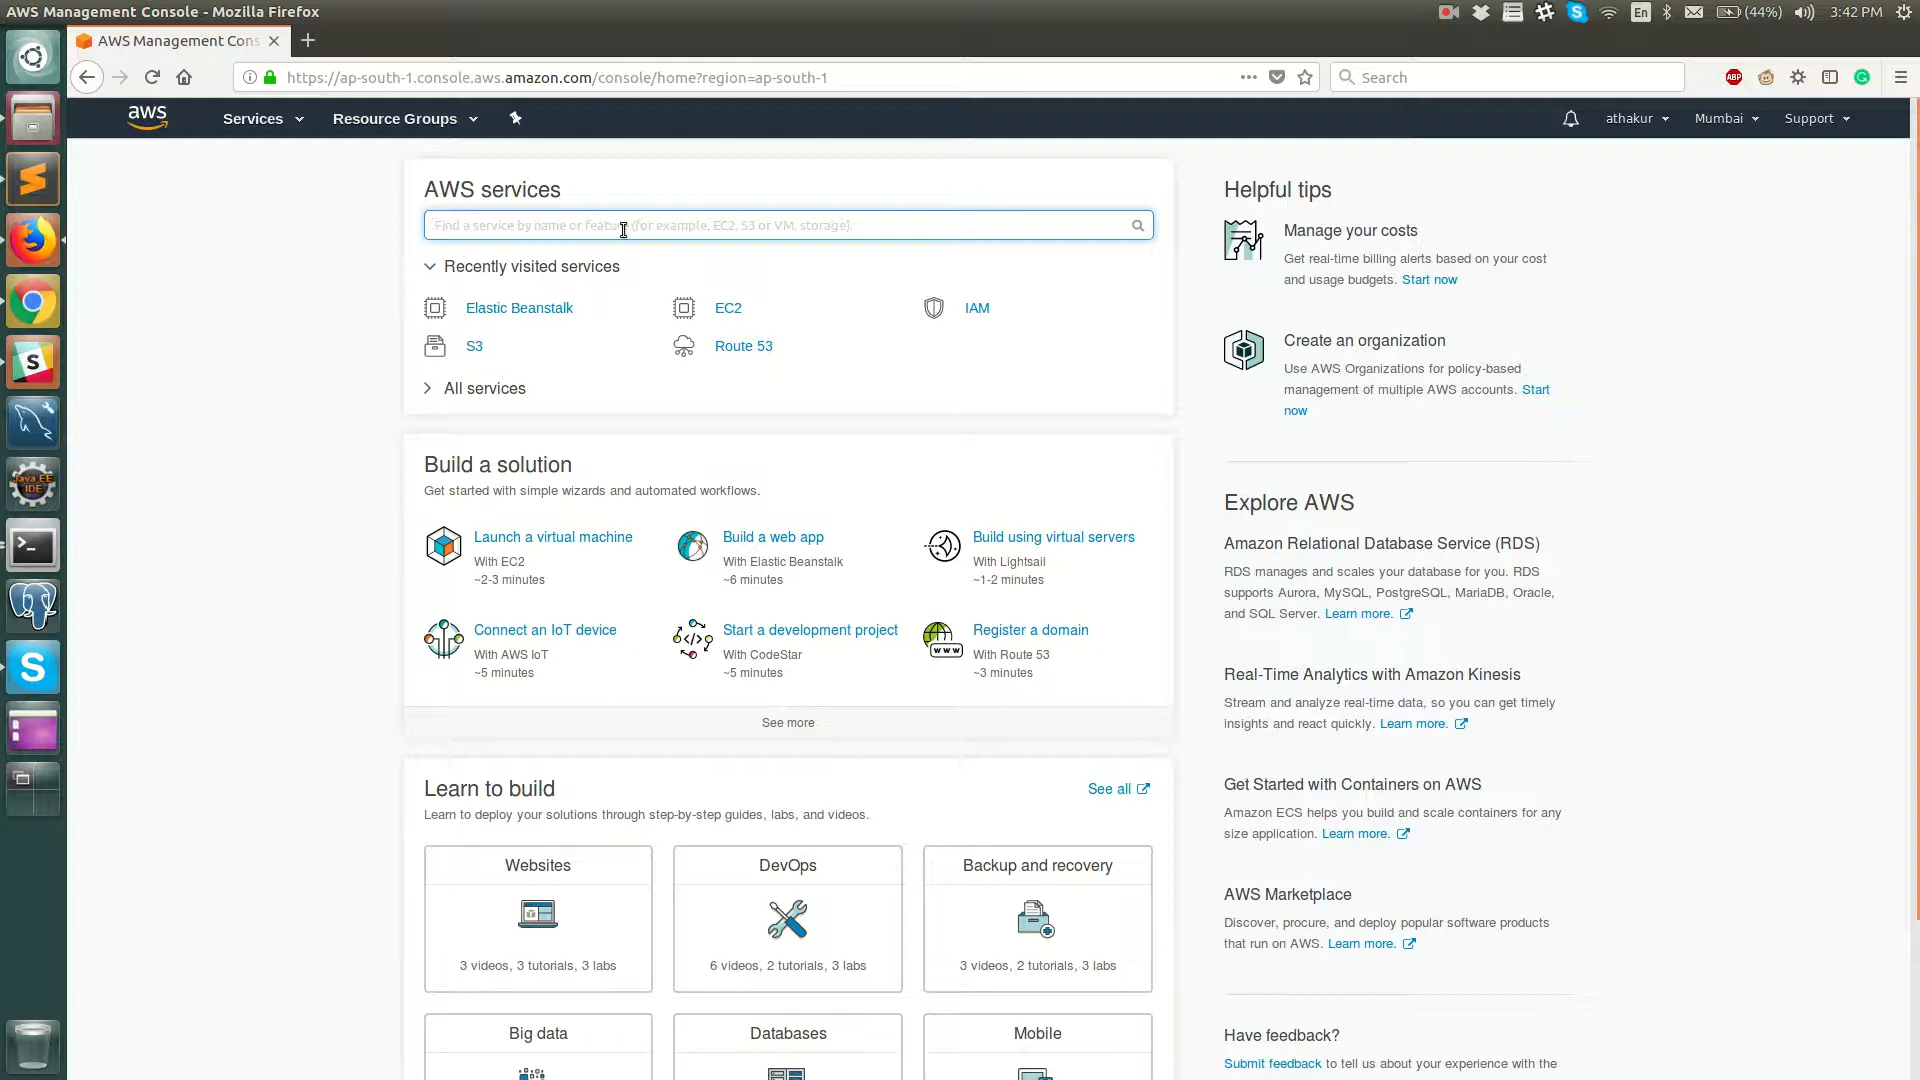 AWS Management Console - Mozilla Firefox
En
(44%)
3:42 PM
AWS Management Cons
https://ap-south-1.console.aws.amazon.com/console/home?region=ap-south-1
Search
ABP
aws
Services
Resource Groups
athakur
Mumbai
Support
AWS services
Find a service by name or feature (for example, EC2, S3 or VM, storage).
Recently visited services
Elastic Beanstalk
EC2
IAM
S3
Route 53
All services
Build a solution
Get started with simple wizards and automated workflows.
Launch a virtual machine
With EC2
~2-3 minutes
Build a web app
With Elastic Beanstalk
~6 minutes
Build using virtual servers
With Lightsail
~1-2 minutes
Connect an IoT device
With AWS IoT
~5 minutes
Start a development project
With CodeStar
~5 minutes
Register a domain
With Route 53
~3 minutes
See more
Learn to build
See all
Learn to deploy your solutions through step-by-step guides, labs, and videos.
Websites
3 videos, 3 tutorials, 3 labs
DevOps
6 videos, 2 tutorials, 3 labs
Backup and recovery
3 videos, 2 tutorials, 3 labs
Big data
Databases
Mobile
Helpful tips
Manage your costs
Get real-time billing alerts based on your cost
and usage budgets. Start now
Create an organization
Use AWS Organizations for policy-based
management of multiple AWS accounts. Start
now
Explore AWS
Amazon Relational Database Service (RDS)
RDS manages and scales your database for you. RDS
supports Aurora, MySQL, PostgreSQL, MariaDB, Oracle,
and SQL Server. Learn more.
Real-Time Analytics with Amazon Kinesis
Stream and analyze real-time data, so you can get timely
insights and react quickly. Learn more.
Get Started with Containers on AWS
Amazon ECS helps you build and scale containers for any
size application. Learn more.
AWS Marketplace
Discover, procure, and deploy popular software products
that run on AWS. Learn more.
Have feedback?
Submit feedback to tell us about your experience with the
Java EE
IDE
www